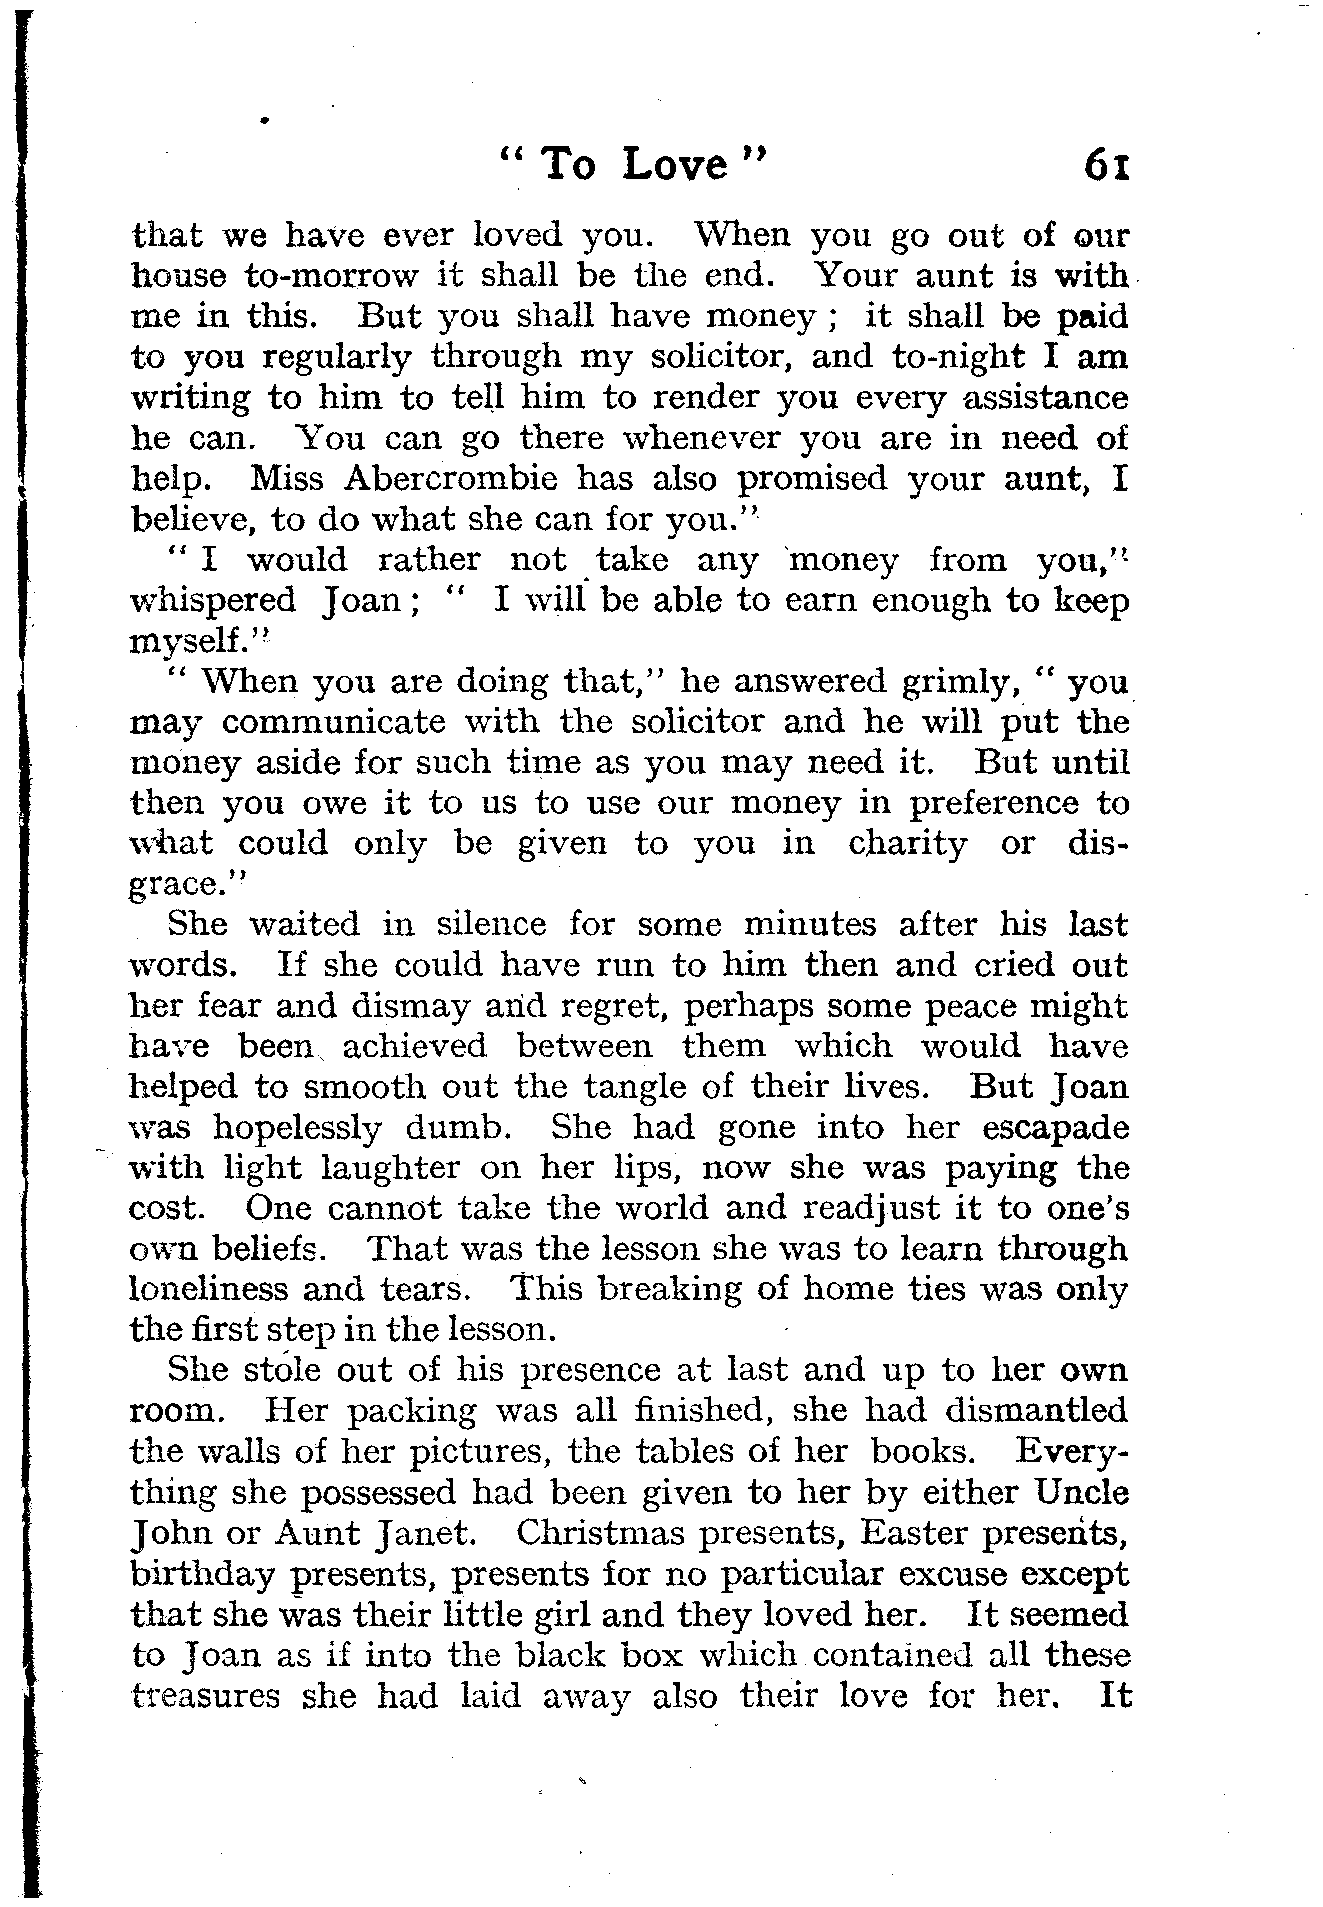 “ To Love ” 61
that we have ever loved you. When you go out of our
house to-morrow it shall be the end. Your aunt is with
me in this. But you shall have money ; it shall be paid
to you regularly through my solicitor, and to-night I am
writing to him to tell him to render you every assistance
he can. You can go there whenever you are in need of
help. Miss Abercrombie has also promised your aunt, I
believe, to do what she can for you.”
“ I would rather not take any money from you,”
whispered Joan ; “ I will be able to earn enough to keep
myself.”
“ When you are doing that,” he answered grimly, “ you
may communicate with the solicitor and he will put the
money aside for such time as you may need it. But until
then you owe it to us to use our money in preference to
what could only be given to you in charity or dis-
grace.”
She waited in silence for some minutes after his last
words. If she could have run to him then and cried out
her fear and dismay and regret, perhaps some peace might
have been achieved between them which would have
helped to smooth out the tangle of their lives. But Joan
was hopelessly dumb. She had gone into her escapade
with light laughter on her lips, now she was paying the
cost. One cannot take the world and readjust it to one’s
own beliefs. That was the lesson she was to learn through
loneliness and tears. This breaking of home ties was only
the first step in the lesson.
She stole out of his presence at last and up to her own
room. Her packing was all finished, she had dismantled
the walls of her pictures, the tables of her books. Every-
thing she possessed had been given to her by either Uncle
John or Aunt Janet. Christmas presents, Easter presents,
birthday presents, presents for no particular excuse except
that she was their little girl and they loved her. It seemed
to Joan as if into the black box which contained all these
treasures she had laid away also their love for her. It